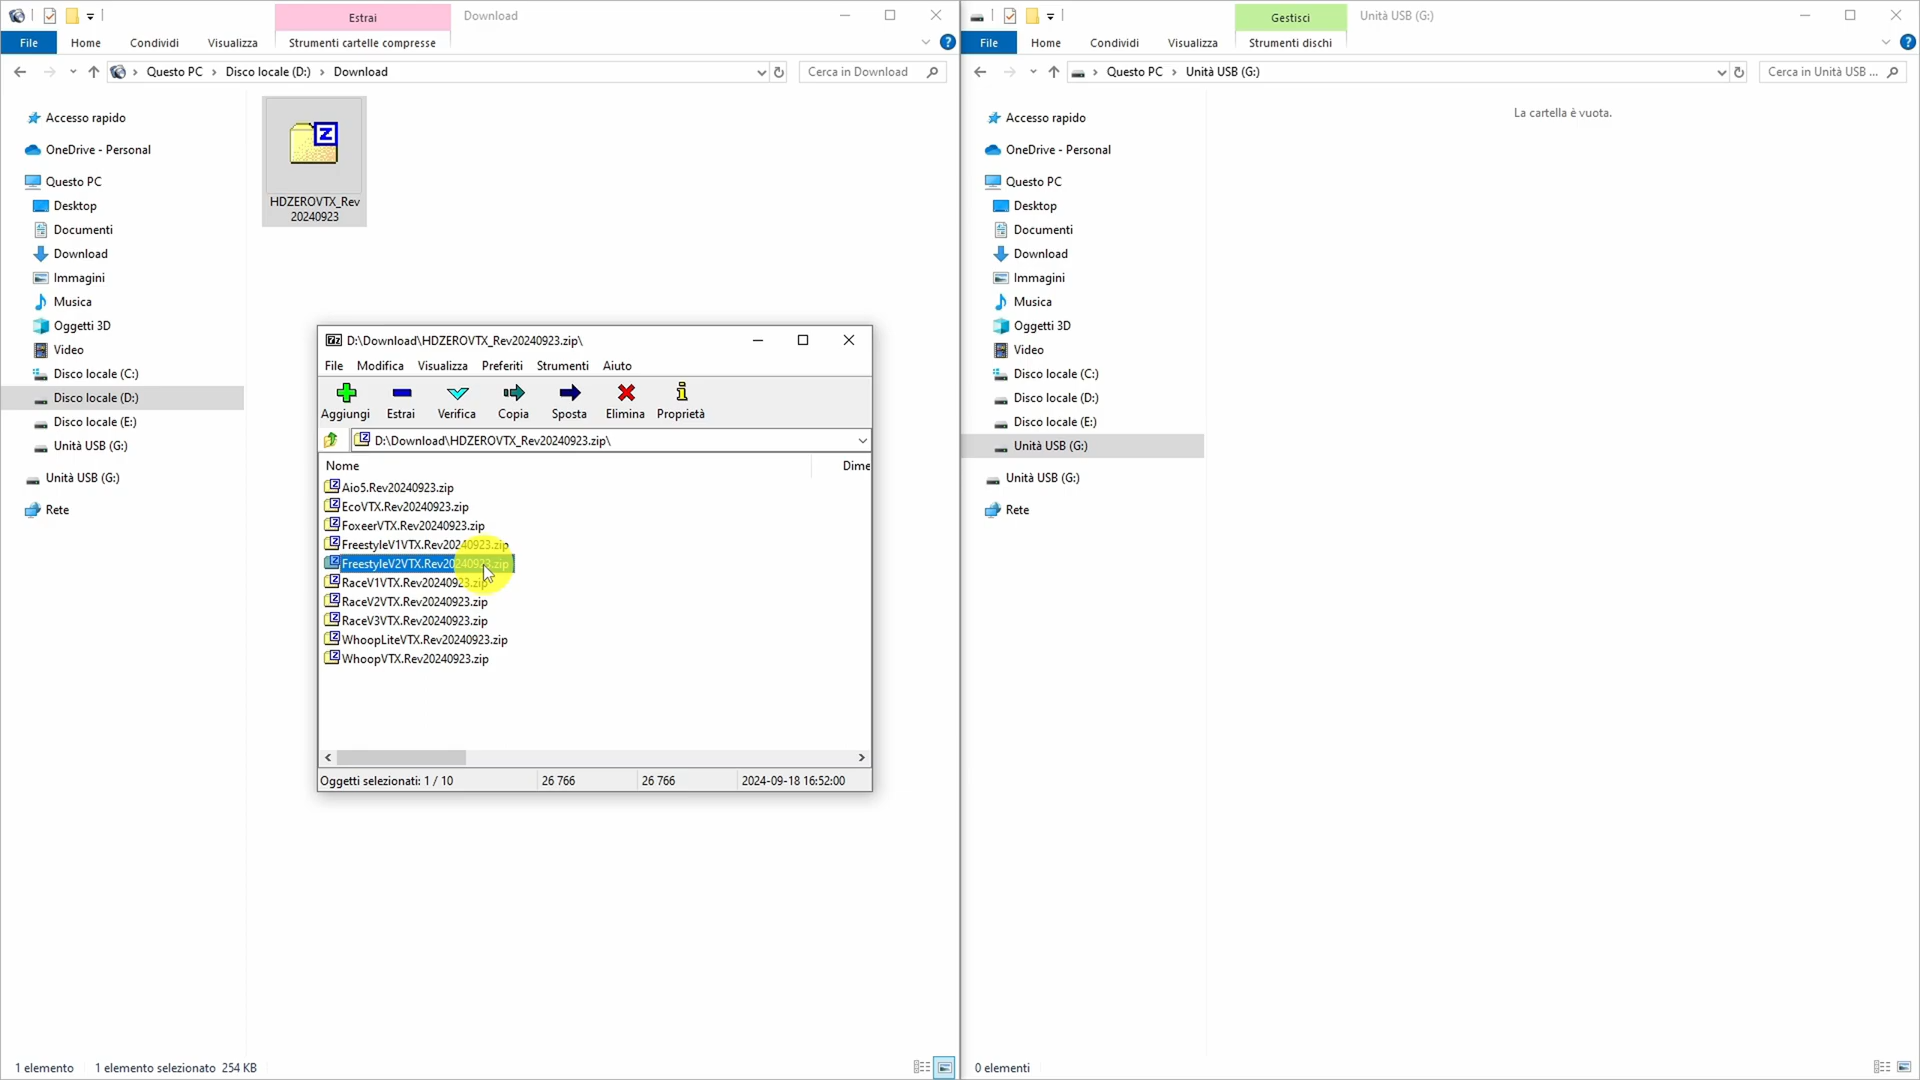 Estrai
Download
File
Home
Condividi
Visualizza
Strumenti cartelle compresse
Questo PC
Disco locale (D:)
Download
Cerca in Download
Accesso rapido
OneDrive - Personal
Questo PC
Desktop
Documenti
Download
Immagini
Musica
Oggetti 3D
Video
Disco locale (C:)
Disco locale (D:)
Disco locale (E:)
Unità USB (G:)
Unità USB (G:)
Rete
HDZEROVTX_Rev
20240923
D:\Download\HDZEROVTX_Rev20240923.zip\
File
Modifica
Visualizza
Preferiti
Strumenti
Aiuto
Aggiungi
Estrai
Verifica
Copia
Sposta
Elimina
Proprietà
D:\Download\HDZEROVTX_Rev20240923.zip\
Nome
Dime
Aio5.Rev20240923.zip
EcoVTX.Rev20240923.zip
FoxeerVTX.Rev20240923.zip
FreestyleV1VTX.Rev20240923.zip
FreestyleV2VTX.Rev20240923.zip
RaceV1VTX.Rev20240923.zip
RaceV2VTX.Rev20240923.zip
RaceV3VTX.Rev20240923.zip
WhoopLiteVTX.Rev20240923.zip
WhoopVTX.Rev20240923.zip
Oggetti selezionati: 1 / 10
26 766
26 766
2024-09-18 16:52:00
1 elemento
1 elemento selezionato 254 KB
Gestisci
Unità USB (G:)
File
Home
Condividi
Visualizza
Strumenti dischi
Questo PC
Unità USB (G:)
Cerca in Unità USB ...
Accesso rapido
OneDrive - Personal
Questo PC
Desktop
Documenti
Download
Immagini
Musica
Oggetti 3D
Video
Disco locale (C:)
Disco locale (D:)
Disco locale (E:)
Unità USB (G:)
Unità USB (G:)
Rete
La cartella è vuota.
0 elementi